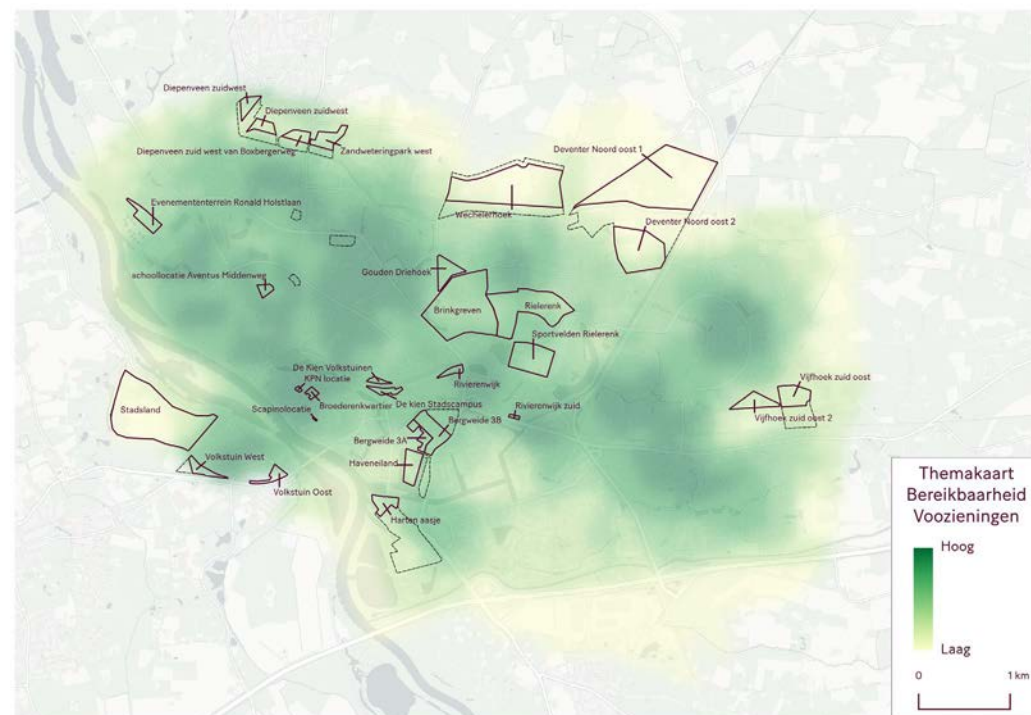 Diepenveen zuidwest
Diepenveen zuidwest
Diepenveen zuid west van Boxbergerweg
Zandweteringpark west
Deventer Noord oost 1
Wechelerhoek
Deventer Noord oost 2
Evenemententerrein Ronald Holstlaan
schoollocatie Aventus Middenweg
Gouden Driehoek
Brinkgreven
Rielerenk
Sportvelden Rielerenk
De Kien Volkstuinen
KPN locatie
Rivierenwijk
Stadsland
Scapinolocatie
Broederenkwartier
De kien Stadscampus
Rivierenwijk zuid
Vijfhoek zuid oost
Vijfhoek zuid oost 2
Bergweide 3B
Bergweide 3A
Volkstuin West
Haveneiland
Volkstuin Oost
Harten aasje
Themakaart
Bereikbaarheid
Voozieningen
Hoog
Laag
0 1 km